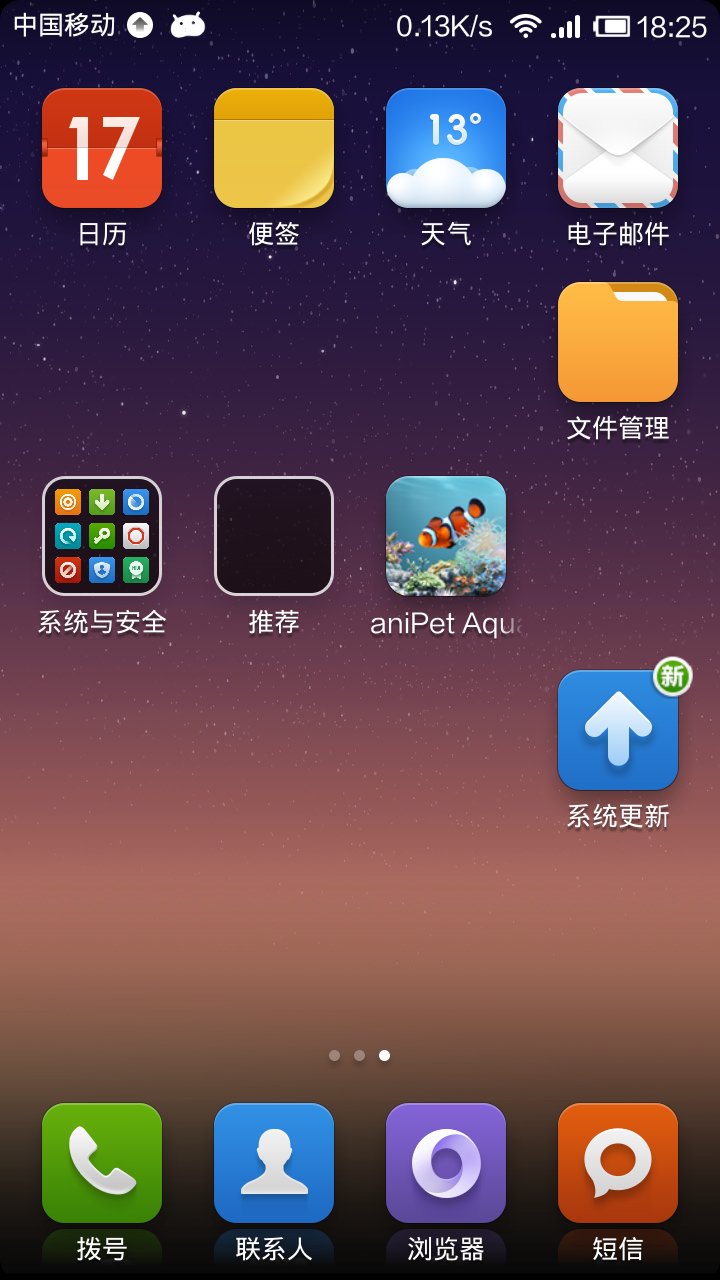 中国移动 0.13K/s 18:25
17
13°
日历 便签 天气 电子邮件
文件管理
系统与安全 推荐 aniPet Aqua
新
系统更新
拨号 联系人 浏览器 短信